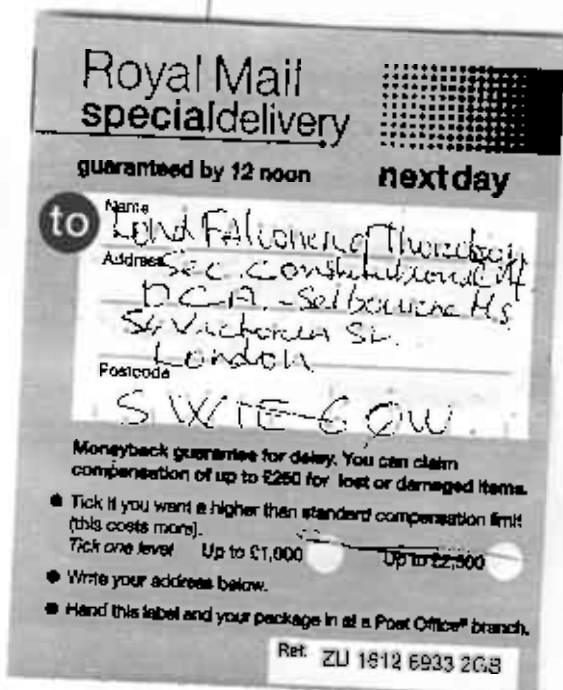 Royal Mail
specialdelivery
guaranteed by 12 noon
nextday
to
Name
Lord Falconer of Thoroton
Address
Sec. Constitutional Aff
D.C.A. - Selbourne Hs
54 Victoria St.
London
Postcode
SW1E 6QW
Moneyback guarantee for delay. You can claim
compensation of up to £250 for lost or damaged items.
Tick if you want a higher than standard compensation limit
(this costs more).
Tick one level Up to £1,000 Up to £2,500
Write your address below.
Hand this label and your package in at a Post Office® branch.
Ref. ZU 1612 6933 2GB